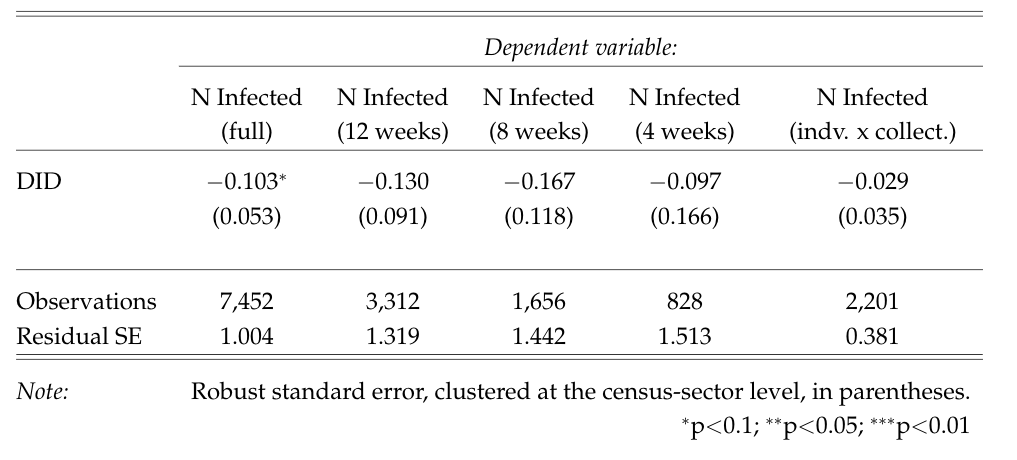 Dependent variable:
N Infected N Infected N Infected N Infected N Infected
(full) (12 weeks) (8 weeks) (4 weeks) (indv. x collect.)
DID −0.103* −0.130 −0.167 −0.097 −0.029
(0.053) (0.091) (0.118) (0.166) (0.035)
Observations 7,452 3,312 1,656 828 2,201
Residual SE 1.004 1.319 1.442 1.513 0.381
Note: Robust standard error, clustered at the census-sector level, in parentheses.
*p<0.1; **p<0.05; ***p<0.01